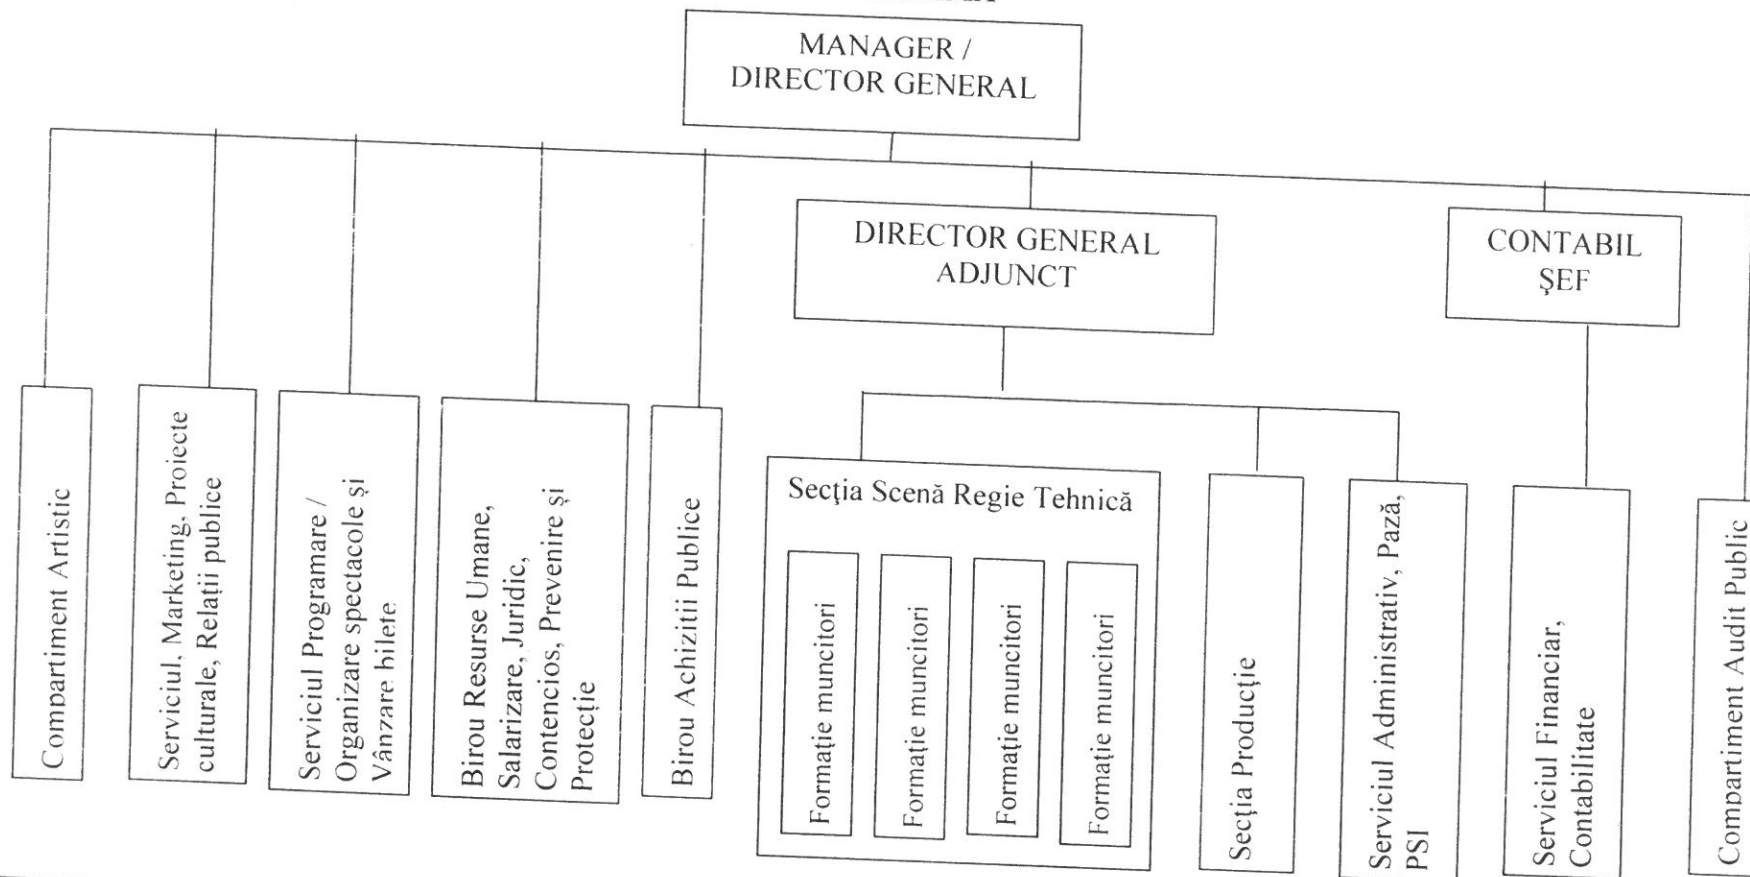 MANAGER /
DIRECTOR GENERAL
DIRECTOR GENERAL
ADJUNCT
CONTABIL
ŞEF
Compartiment Artistic
Serviciul, Marketing, Proiecte
culturale, Relații publice
Serviciul Programare /
Organizare spectacole și
Vânzare bilete.
Birou Resurse Umane,
Salarizare, Juridic,
Contencios, Prevenire și
Protecție
Birou Achizitii Publice
Secția Scenă Regie Tehnică
Formație muncitori
Formație muncitori
Formație muncitori
Formație muncitori
Secția Producție
Serviciul Administrativ, Pază,
PSI
Serviciul Financiar,
Contabilitate
Compartiment Audit Public